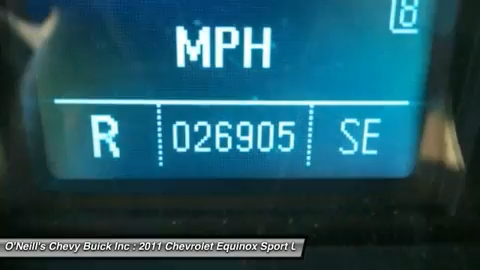 8
MPH
R 026905 SE
O'Neill's Chevy Buick Inc : 2011 Chevrolet Equinox Sport